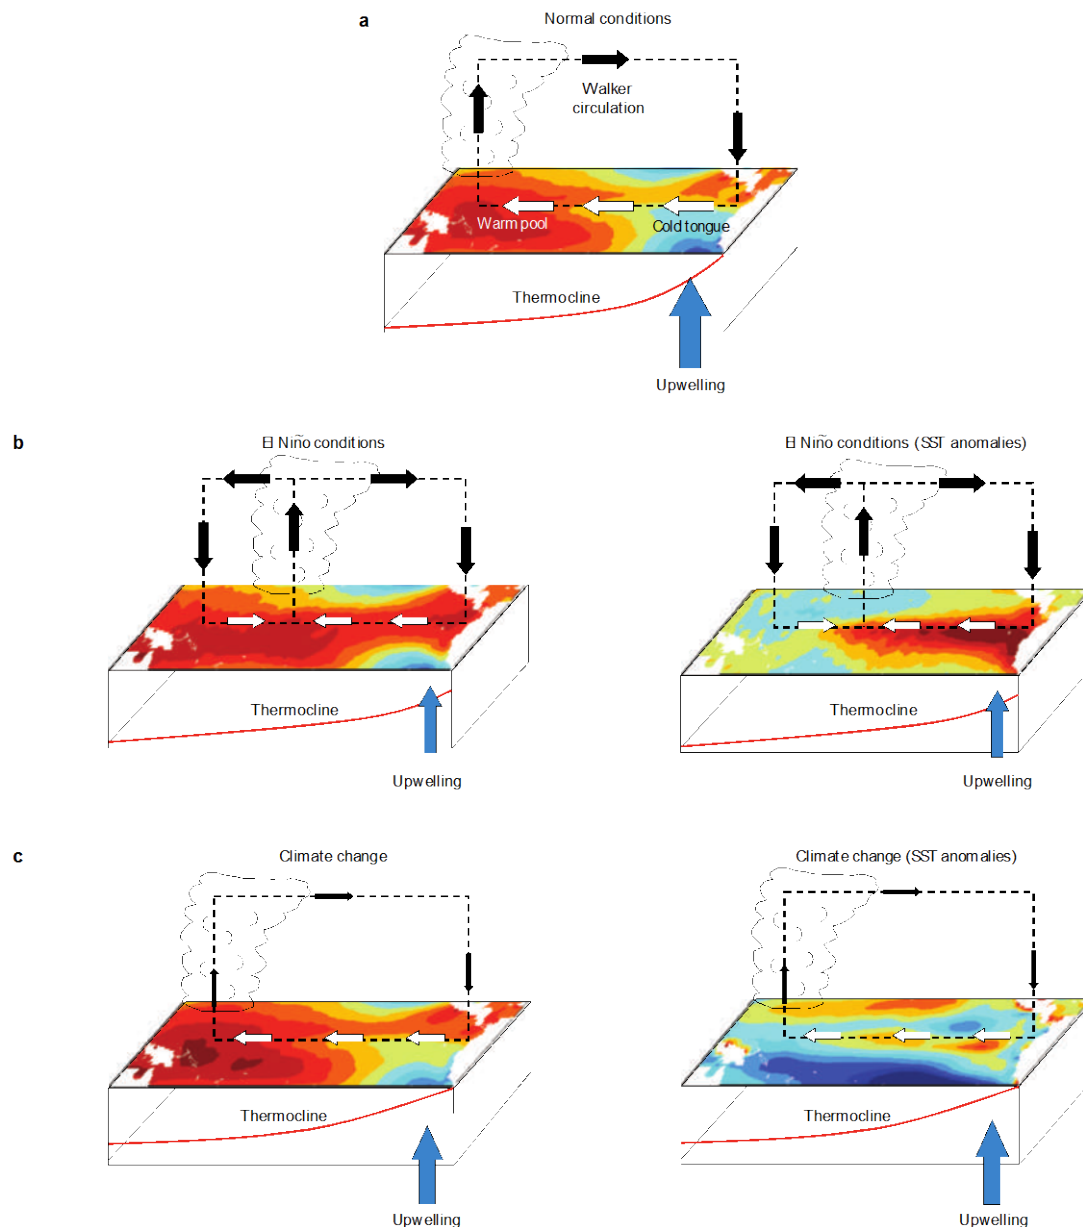 a
Normal conditions
Walker
circulation
Warm pool
Cold tongue
Thermocline
Upwelling
b
El Niño conditions
Thermocline
Upwelling
El Niño conditions (SST anomalies)
Thermocline
Upwelling
c
Climate change
Thermocline
Upwelling
Climate change (SST anomalies)
Thermocline
Upwelling